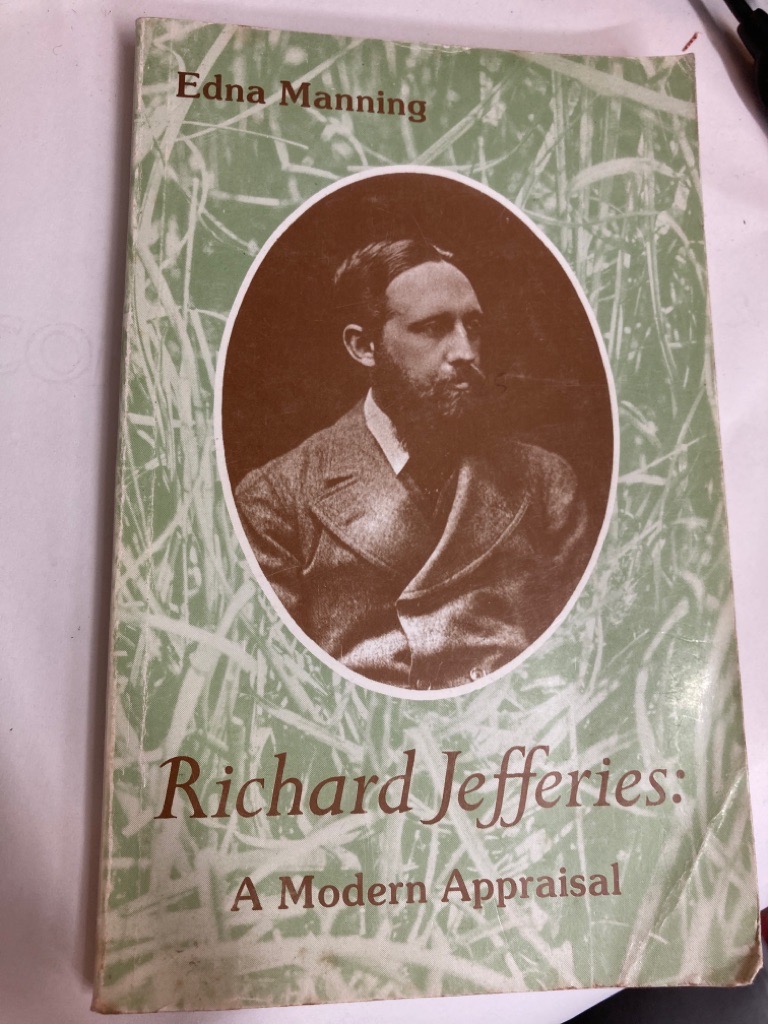 Edna Manning
Richard Jefferies:
A Modern Appraisal